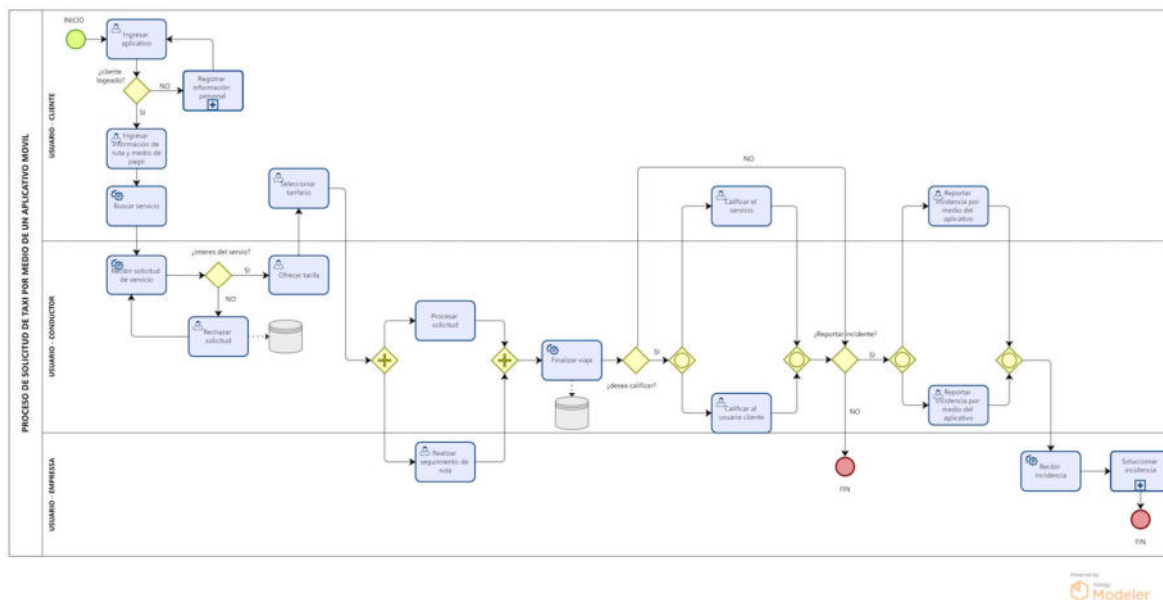 PROCESO DE SOLICITUD DE TAXI POR MEDIO DE UN APLICATIVO MOVIL
USUARIO - CLIENTE
INICIO
Ingresar
aplicativo
¿cliente
logeado?
NO
Registrar
información
personal
SI
Ingresar
información de
ruta y medio de
pago
Buscar servicio
Seleccionar
tarifario
NO
Calificar el
servicio
Reportar
incidencia por
medio del
aplicativo
USUARIO - CONDUCTOR
Recibir solicitud
de servicio
¿interes del servio?
SI
Ofrecer tarifa
NO
Rechazar
solicitud
Procesar
solicitud
Finalizar viaje
¿desea calificar?
SI
Calificar al
usuario cliente
¿Reportar incidente?
SI
NO
Reportar
incidencia por
medio del
aplicativo
USUARIO - EMPRESSA
Realizar
seguimiento de
ruta
FIN
Recibir
incidencia
Soluccionar
incidencia
FIN
Powered by
bizagi
Modeler